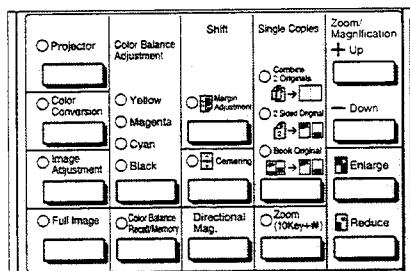 Projector
Color
Conversion
Image
Adjustment
Full Image
Color Balance
Adjustment
Yellow
Magenta
Cyan
Black
Color Balance
Recall/Memory
Shift
Margin
Adjustment
Centering
Directional
Mag.
Single Copies
Combine
2 Originals
2 Sided Original
Book Original
Zoom
(10Key+#)
Zoom/
Magnification
+ Up
− Down
Enlarge
Reduce